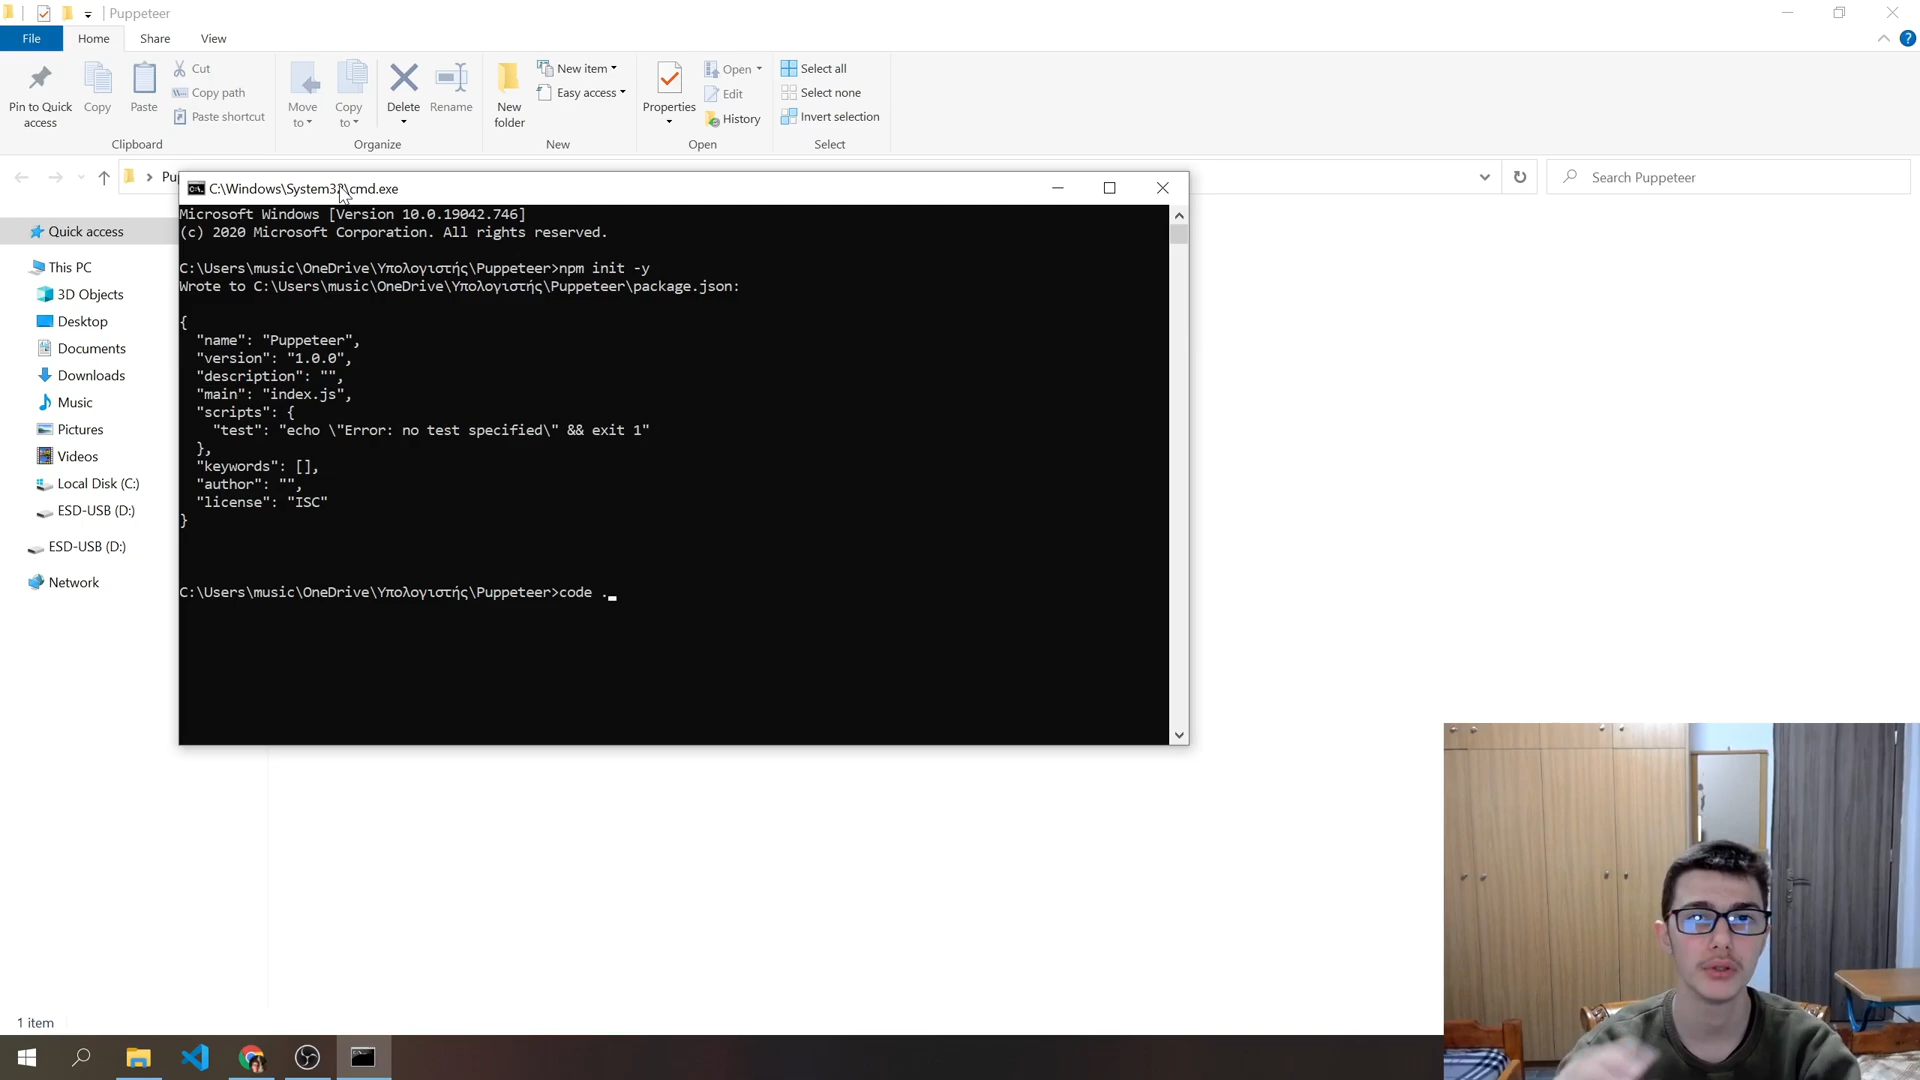 Puppeteer
File
Home
Share
View
Pin to Quick access
Copy
Paste
Cut
Copy path
Paste shortcut
Clipboard
Move to
Copy to
Delete
Rename
Organize
New folder
New item
Easy access
New
Properties
Open
Edit
History
Open
Select all
Select none
Invert selection
Select
Pu
Search Puppeteer
Quick access
This PC
3D Objects
Desktop
Documents
Downloads
Music
Pictures
Videos
Local Disk (C:)
ESD-USB (D:)
ESD-USB (D:)
Network
1 item
C:\Windows\System32\cmd.exe
Microsoft Windows [Version 10.0.19042.746]
(c) 2020 Microsoft Corporation. All rights reserved.
C:\Users\music\OneDrive\Υπολογιστής\Puppeteer>npm init -y
Wrote to C:\Users\music\OneDrive\Υπολογιστής\Puppeteer\package.json:
{
"name": "Puppeteer",
"version": "1.0.0",
"description": "",
"main": "index.js",
"scripts": {
"test": "echo \"Error: no test specified\" && exit 1"
},
"keywords": [],
"author": "",
"license": "ISC"
}
C:\Users\music\OneDrive\Υπολογιστής\Puppeteer>code .